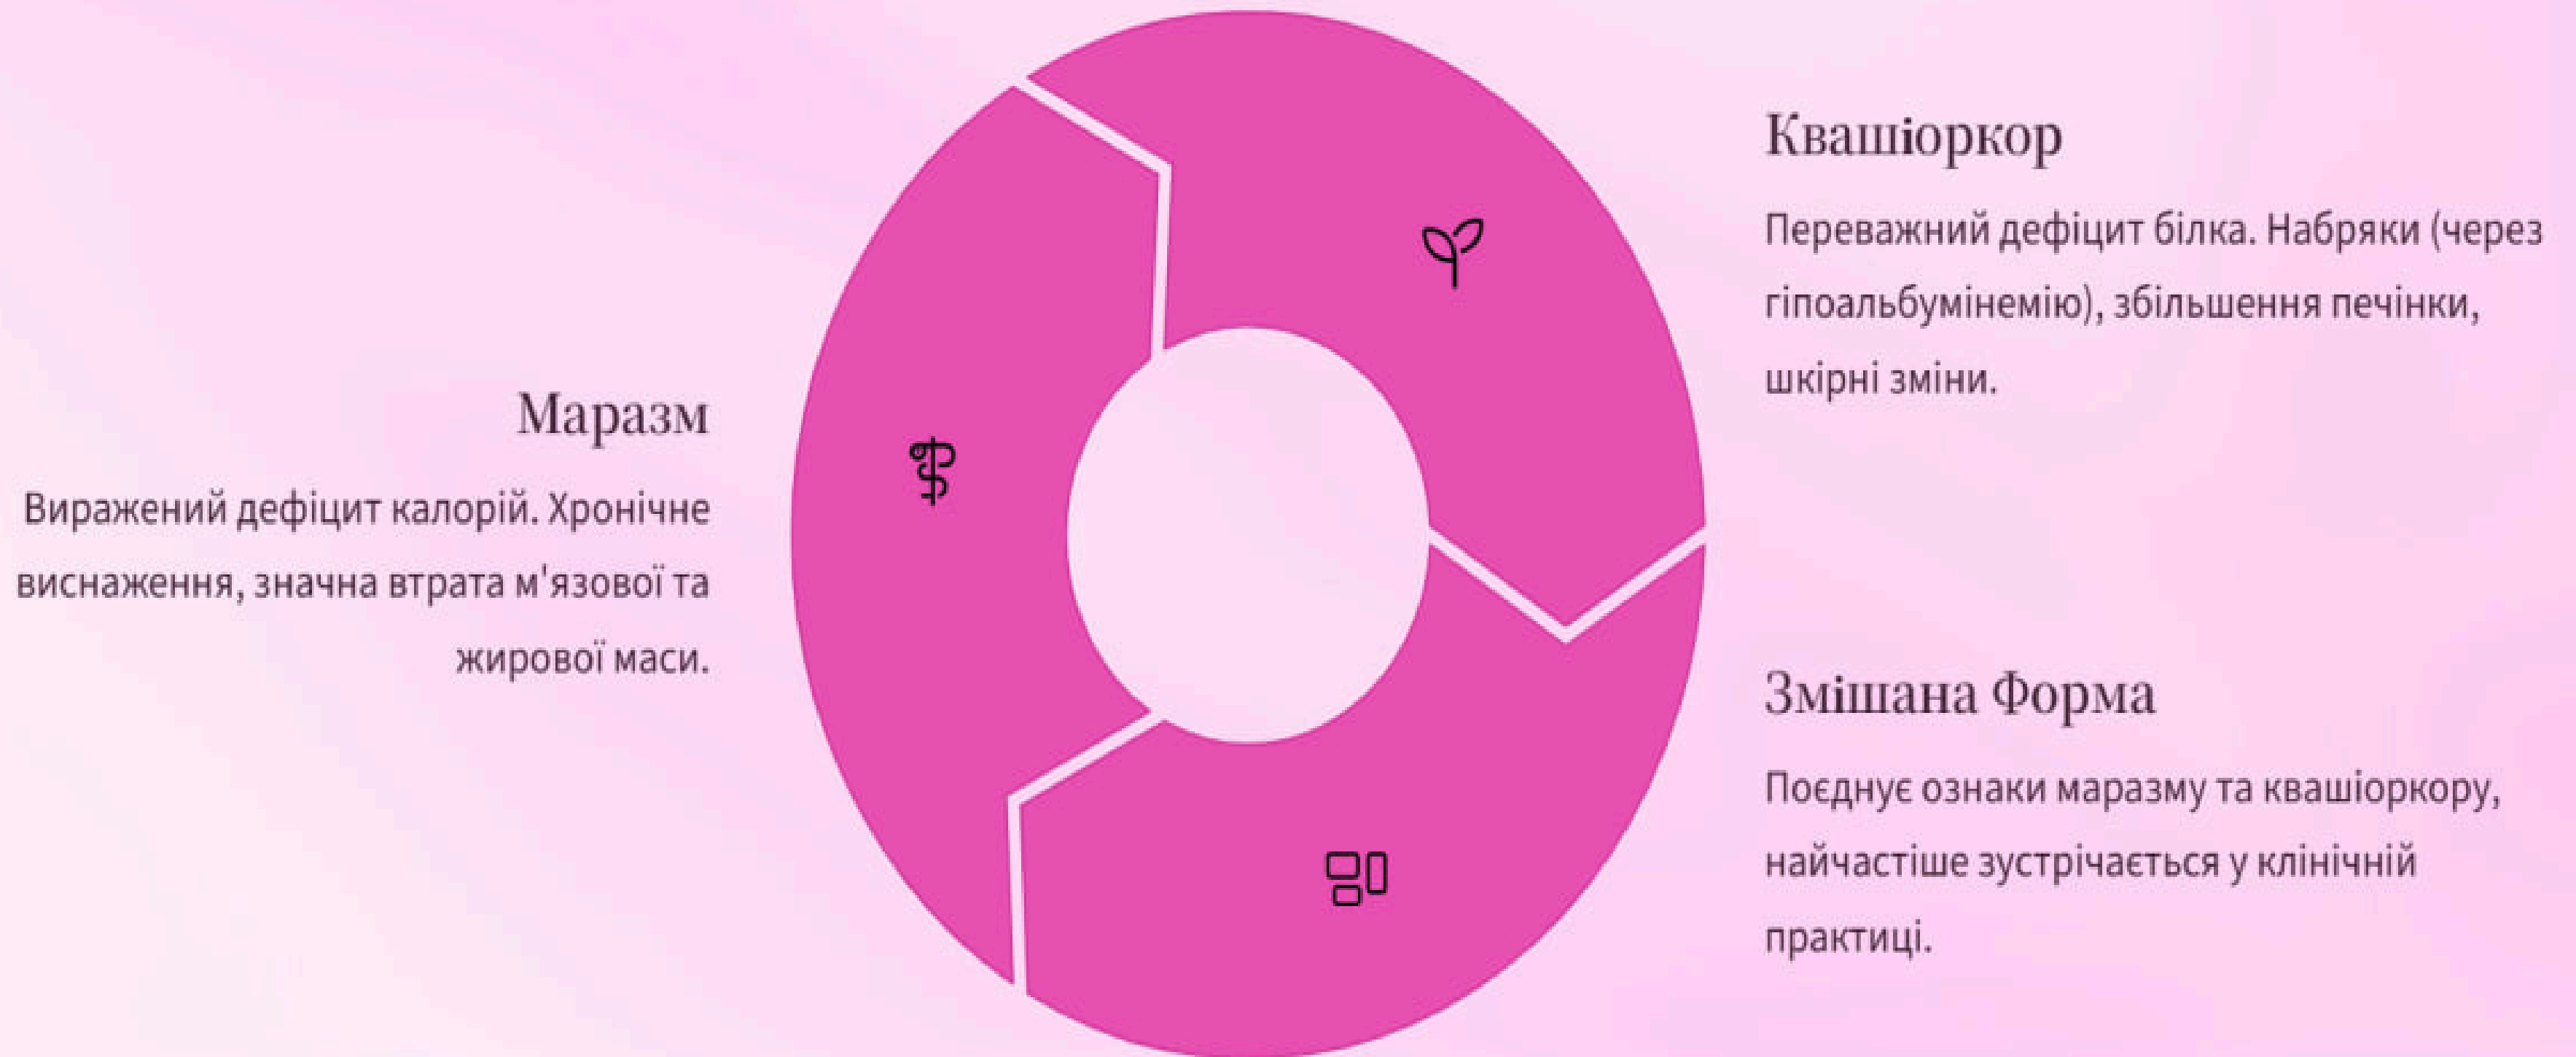 Квашіоркор
Переважний дефіцит білка. Набряки (через
гіпоальбумінемію), збільшення печінки,
шкірні зміни.
Маразм
Виражений дефіцит калорій. Хронічне
виснаження, значна втрата м'язової та
жирової маси.
Змішана Форма
Поєднує ознаки маразму та квашіоркору,
найчастіше зустрічається у клінічній
практиці.